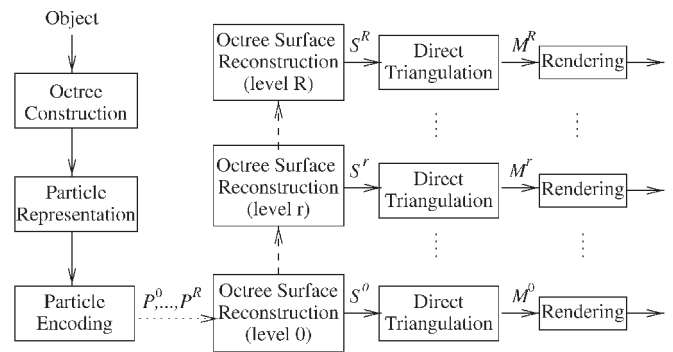 Object
Octree
Construction
Particle
Representation
Particle
Encoding
P^0,...,P^R
Octree Surface
Reconstruction
(level R)
S^R
Direct
Triangulation
M^R
Rendering
Octree Surface
Reconstruction
(level r)
S^r
Direct
Triangulation
M^r
Rendering
Octree Surface
Reconstruction
(level 0)
S^0
Direct
Triangulation
M^0
Rendering